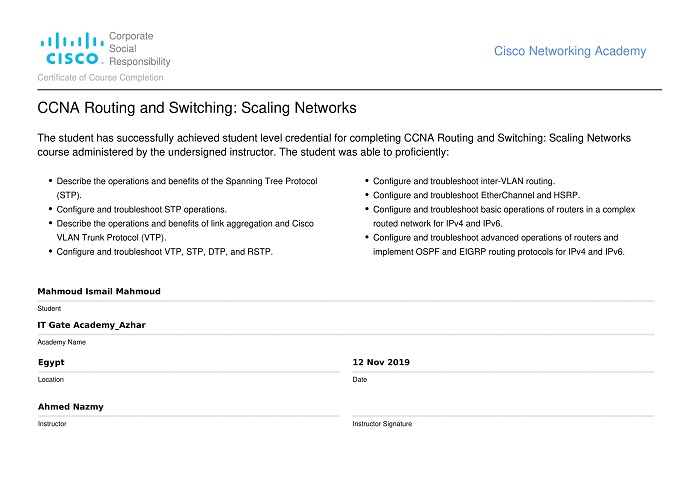 Corporate
Social
Responsibility
CISCO
Cisco Networking Academy
Certificate of Course Completion
CCNA Routing and Switching: Scaling Networks
The student has successfully achieved student level credential for completing CCNA Routing and Switching: Scaling Networks
course administered by the undersigned instructor. The student was able to proficiently:
• Describe the operations and benefits of the Spanning Tree Protocol
(STP).
• Configure and troubleshoot STP operations.
• Describe the operations and benefits of link aggregation and Cisco
VLAN Trunk Protocol (VTP).
• Configure and troubleshoot VTP, STP, DTP, and RSTP.
• Configure and troubleshoot inter-VLAN routing.
• Configure and troubleshoot EtherChannel and HSRP.
• Configure and troubleshoot basic operations of routers in a complex
routed network for IPv4 and IPv6.
• Configure and troubleshoot advanced operations of routers and
implement OSPF and EIGRP routing protocols for IPv4 and IPv6.
Mahmoud Ismail Mahmoud
Student
IT Gate Academy_Azhar
Academy Name
Egypt
Location
12 Nov 2019
Date
Ahmed Nazmy
Instructor
Instructor Signature